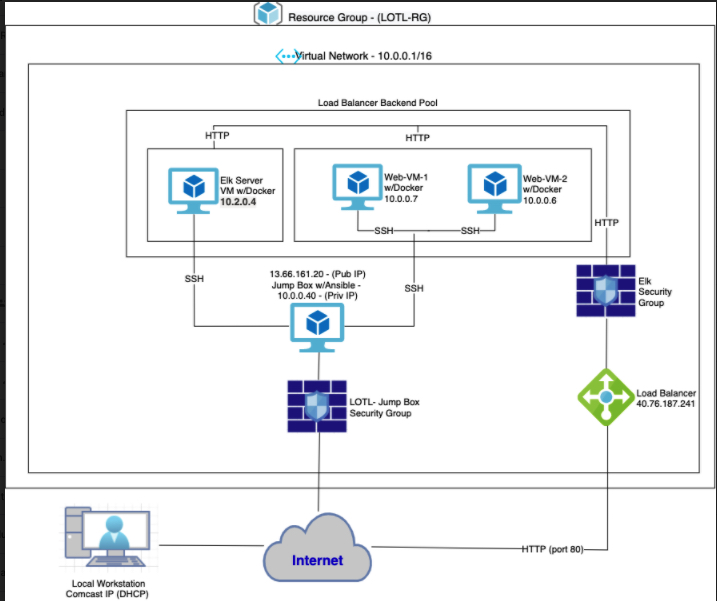 Resource Group - (LOTL-RG)
Virtual Network - 10.0.0.1/16
Load Balancer Backend Pool
HTTP
HTTP
Elk Server
VM w/Docker
10.2.0.4
Web-VM-1
w/Docker
10.0.0.7
Web-VM-2
w/Docker
10.0.0.6
SSH
SSH
HTTP
SSH
13.66.161.20 - (Pub IP)
Jump Box w/Ansible -
10.0.0.40 - (Priv IP)
SSH
Elk
Security
Group
LOTL- Jump Box
Security Group
Load Balancer
40.76.187.241
Internet
HTTP (port 80)
Local Workstation
Comcast IP (DHCP)